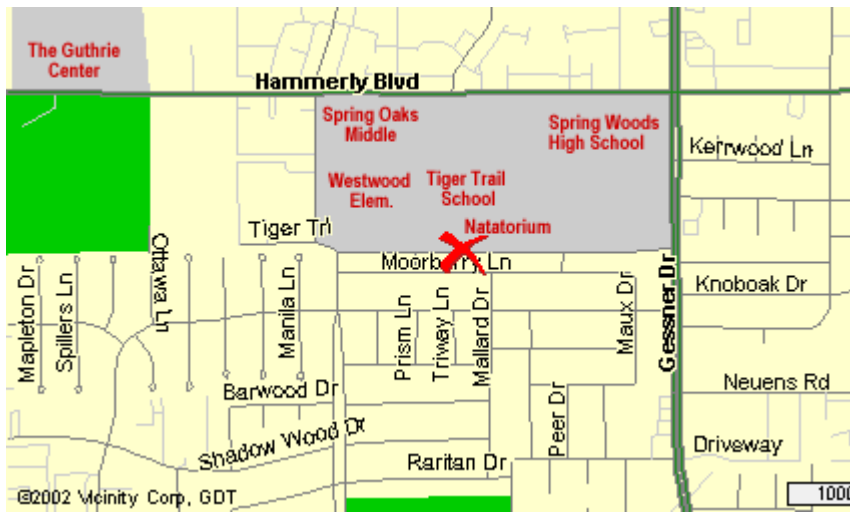 The Guthrie
Center
Hammerly Blvd
Spring Oaks
Middle
Spring Woods
High School
Kerrwood Ln
Westwood
Elem.
Tiger Trail
School
Natatorium
Tiger Trl
Moorberry Ln
Ottawa Ln
Mapleton Dr
Spillers Ln
Manila Ln
Prism Ln
Triway Ln
Mallard Dr
Maux Dr
Gessner Dr
Knoboak Dr
Neuens Rd
Barwood Dr
Peer Dr
Shadow Wood Dr
Raritan Dr
Driveway
©2002 Vicinity Corp, GDT
1000